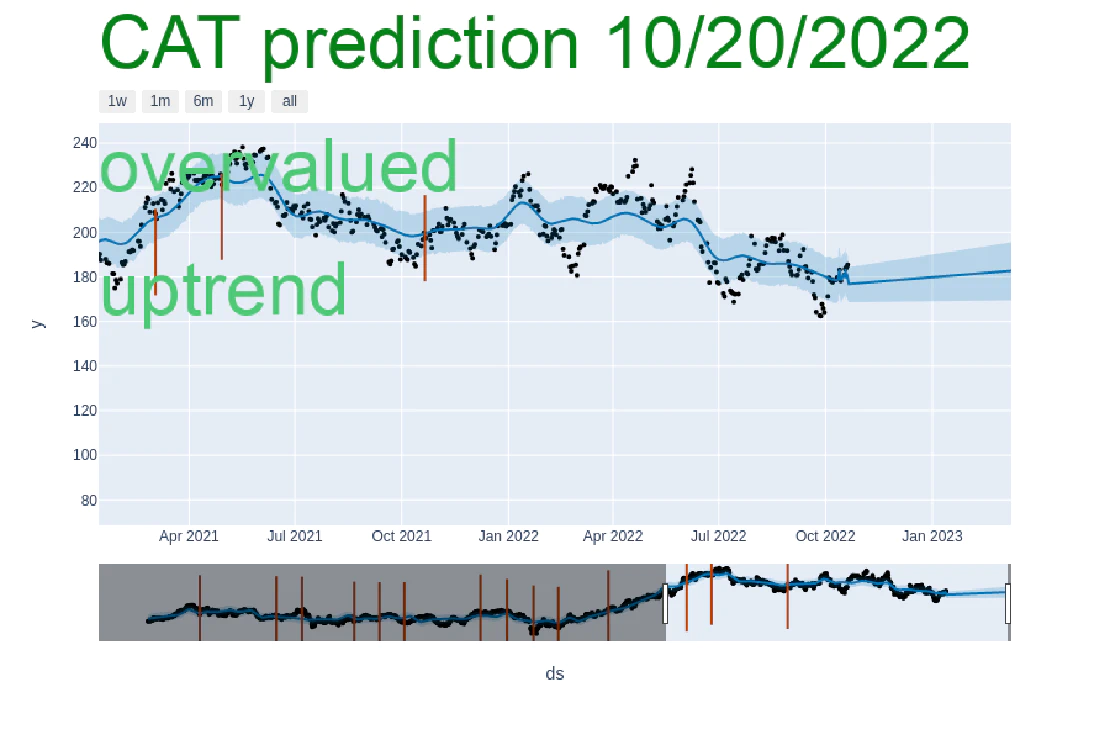 CAT prediction 10/20/2022
1w 1m 6m 1y all
240
overvalued
220
200
180
uptrend
160
y
140
120
100
80
Apr 2021 Jul 2021 Oct 2021 Jan 2022 Apr 2022 Jul 2022 Oct 2022 Jan 2023
ds